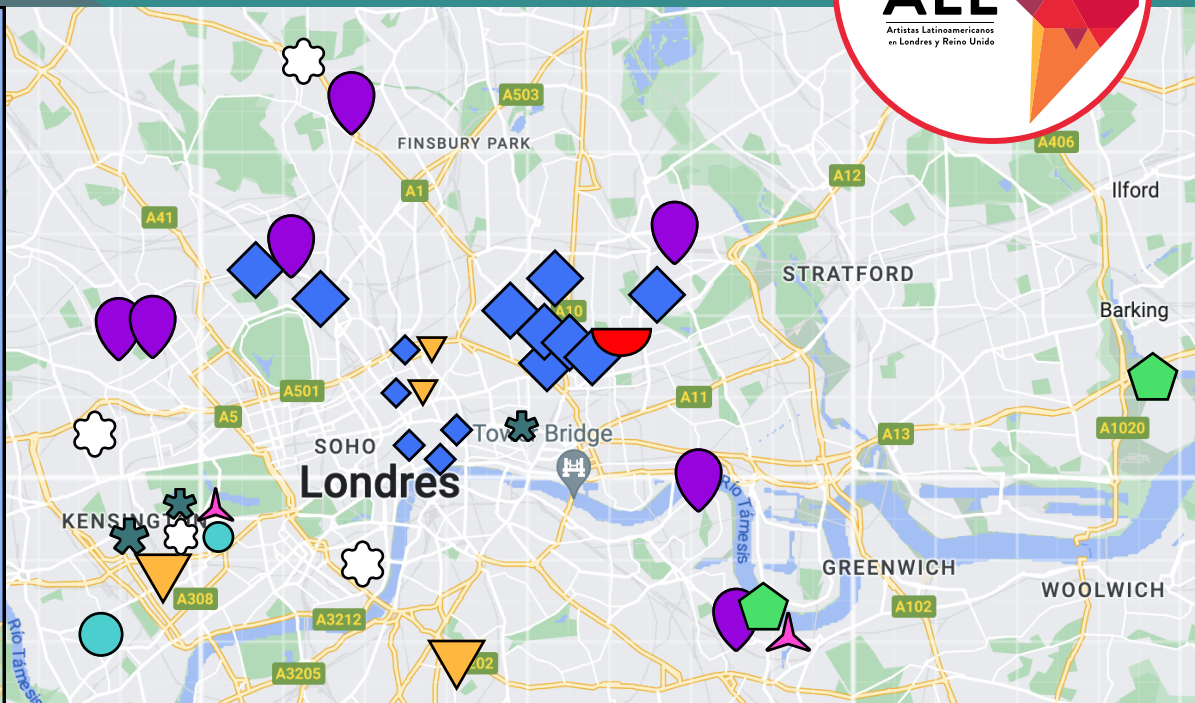 ALL
Artistas Latinoamericanos
en Londres y Reino Unido
A503
FINSBURY PARK
A406
A12
A1
Ilford
A41
STRATFORD
A10
Barking
A501
A11
A5
A1020
A13
SOHO
Bridge
Londres
KENSINGTON
Río Támesis
GREENWICH
WOOLWICH
A308
A102
A3212
Río Támesis
A3205